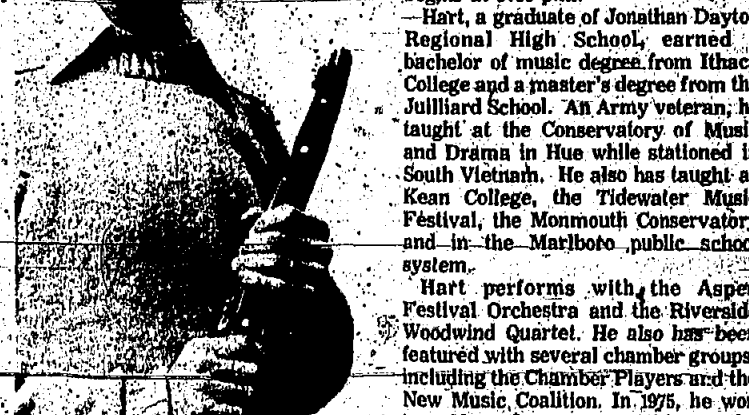 —Hart, a graduate of Jonathan Dayto
Regional High School, earned
bachelor of music degree from Ithac
College and a master's degree from th
Juilliard School. An Army veteran, h
taught at the Conservatory of Musi
and Drama in Hue while stationed i
South Vietnam. He also has taught a
Kean College, the Tidewater Musi
Festival, the Monmouth Conservator
and in the Marlboro public schoo
system.
Hart performs with the Aspe
Festival Orchestra and the Riversid
Woodwind Quartet. He also has bee
featured with several chamber groups
including the Chamber Players and th
New Music Coalition. In 1975, he wo